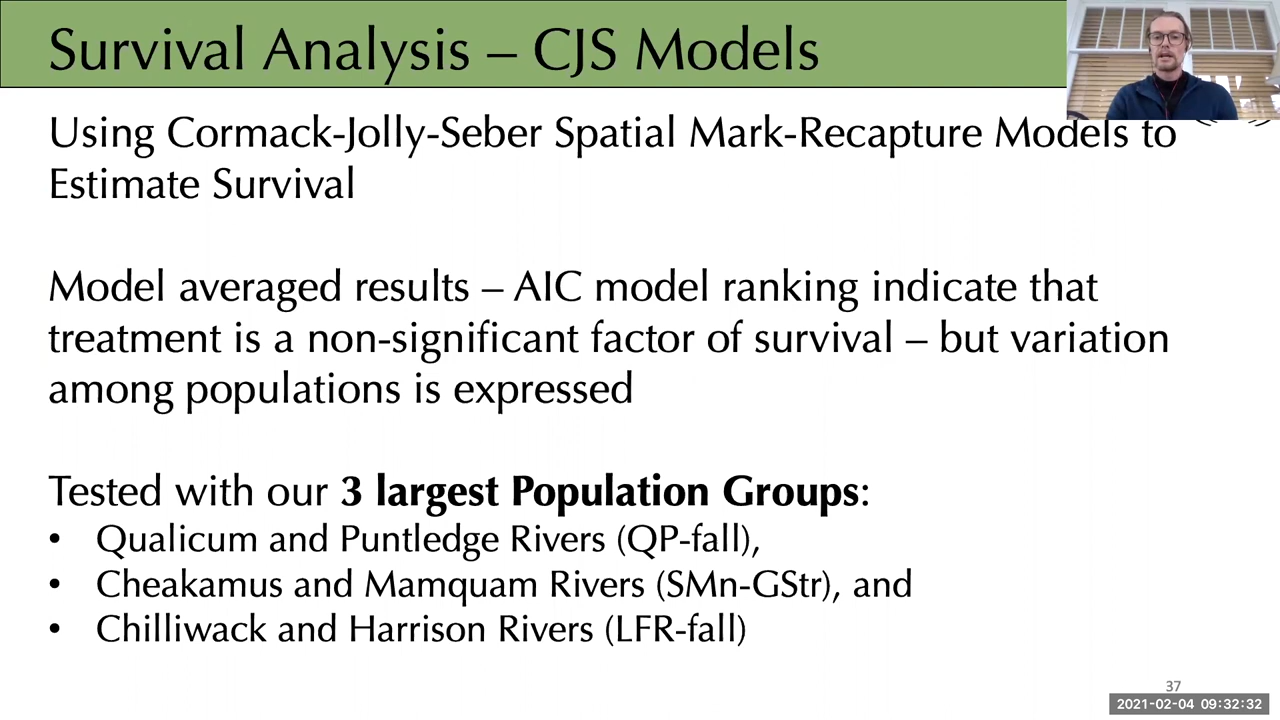 Survival Analysis – CJS Models
Using Cormack-Jolly-Seber Spatial Mark-Recapture Models to
Estimate Survival
Model averaged results – AIC model ranking indicate that
treatment is a non-significant factor of survival – but variation
among populations is expressed
Tested with our 3 largest Population Groups:
• Qualicum and Puntledge Rivers (QP-fall),
• Cheakamus and Mamquam Rivers (SMn-GStr), and
• Chilliwack and Harrison Rivers (LFR-fall)
37
2021-02-04 09:32:32